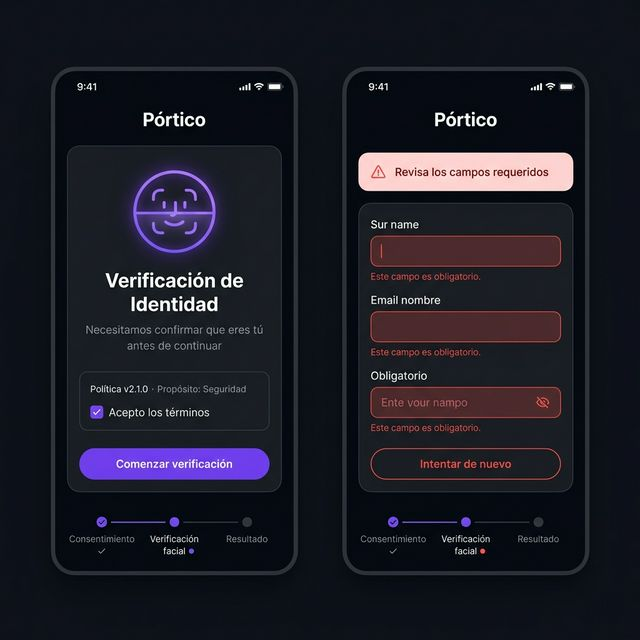 9:41
Pórtico
Verificación de
Identidad
Necesitamos confirmar que eres tú
antes de continuar
Política v2.1.0 · Propósito: Seguridad
Acepto los términos
Comenzar verificación
Consentimiento
Verificación
facial
Resultado
9:41
Pórtico
Revisa los campos requeridos
Sur name
Este campo es obligatorio.
Email nombre
Este campo es obligatorio.
Obligatorio
Ente vour nampo
Este campo es obligatorio.
Intentar de nuevo
Consentimiento
Verificación
facial
Resultado